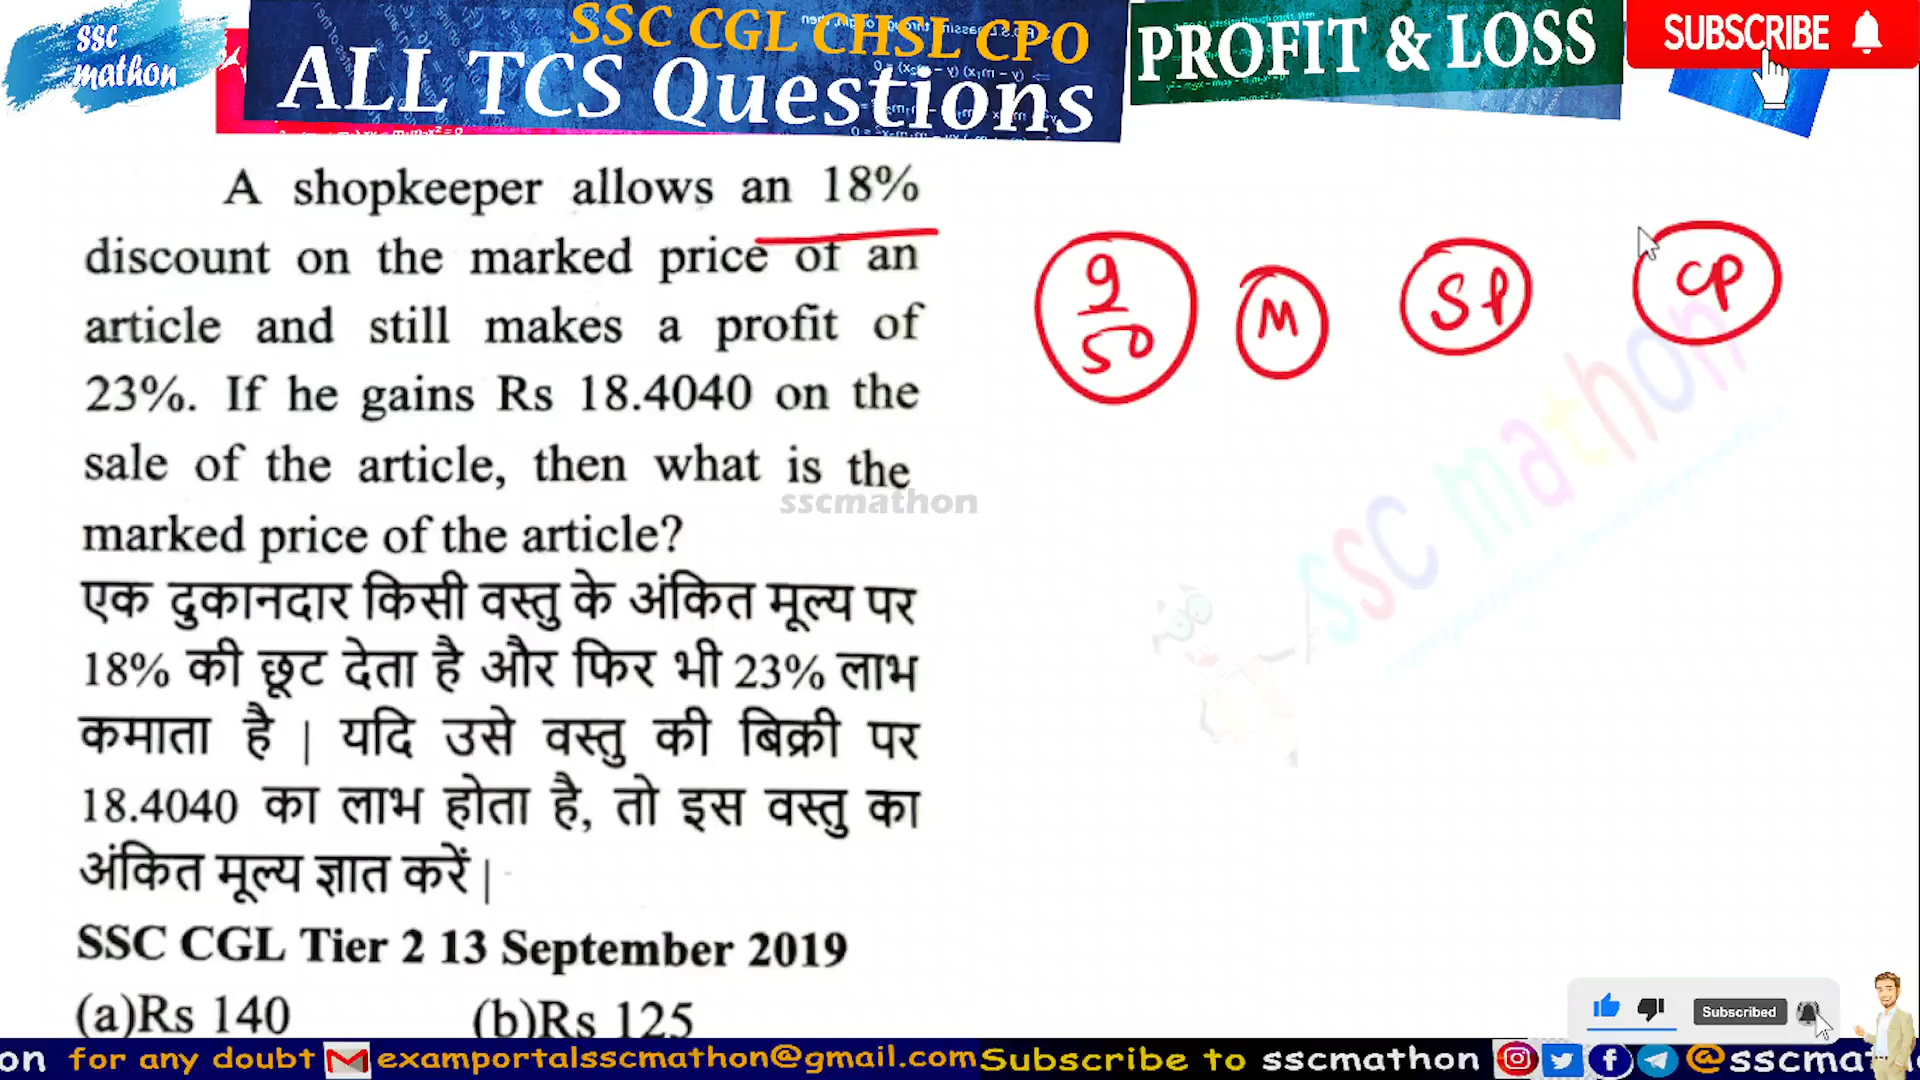 SSC mathon
SSC CGL CHSL CPO
ALL TCS Questions
PROFIT & LOSS
SUBSCRIBE
A shopkeeper allows an 18%
discount on the marked price of an
article and still makes a profit of
23%. If he gains Rs 18.4040 on the
sale of the article, then what is the
marked price of the article?
एक दुकानदार किसी वस्तु के अंकित मूल्य पर
18% की छूट देता है और फिर भी 23% लाभ
कमाता है | यदि उसे वस्तु की बिक्री पर
18.4040 का लाभ होता है, तो इस वस्तु का
अंकित मूल्य ज्ञात करें |
SSC CGL Tier 2 13 September 2019
(a)Rs 140 (b)Rs 125
9
50
M
SP
CP
sscmathon
SSC mathon
Subscribed
on for any doubt examportalsscmathon@gmail.com Subscribe to sscmathon @sscmat